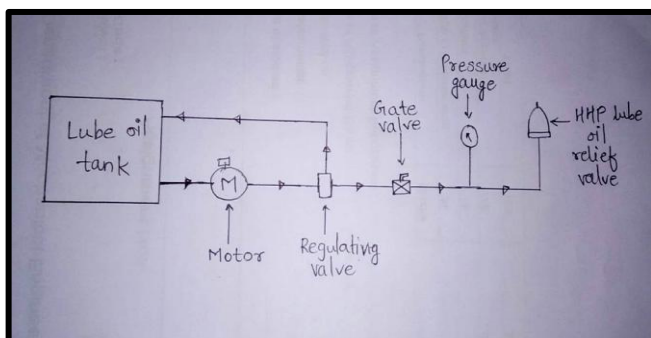 Lube oil
tank
M
Motor
Regulating
valve
Gate
valve
Pressure
gauge
HHP lube
oil
relief
valve